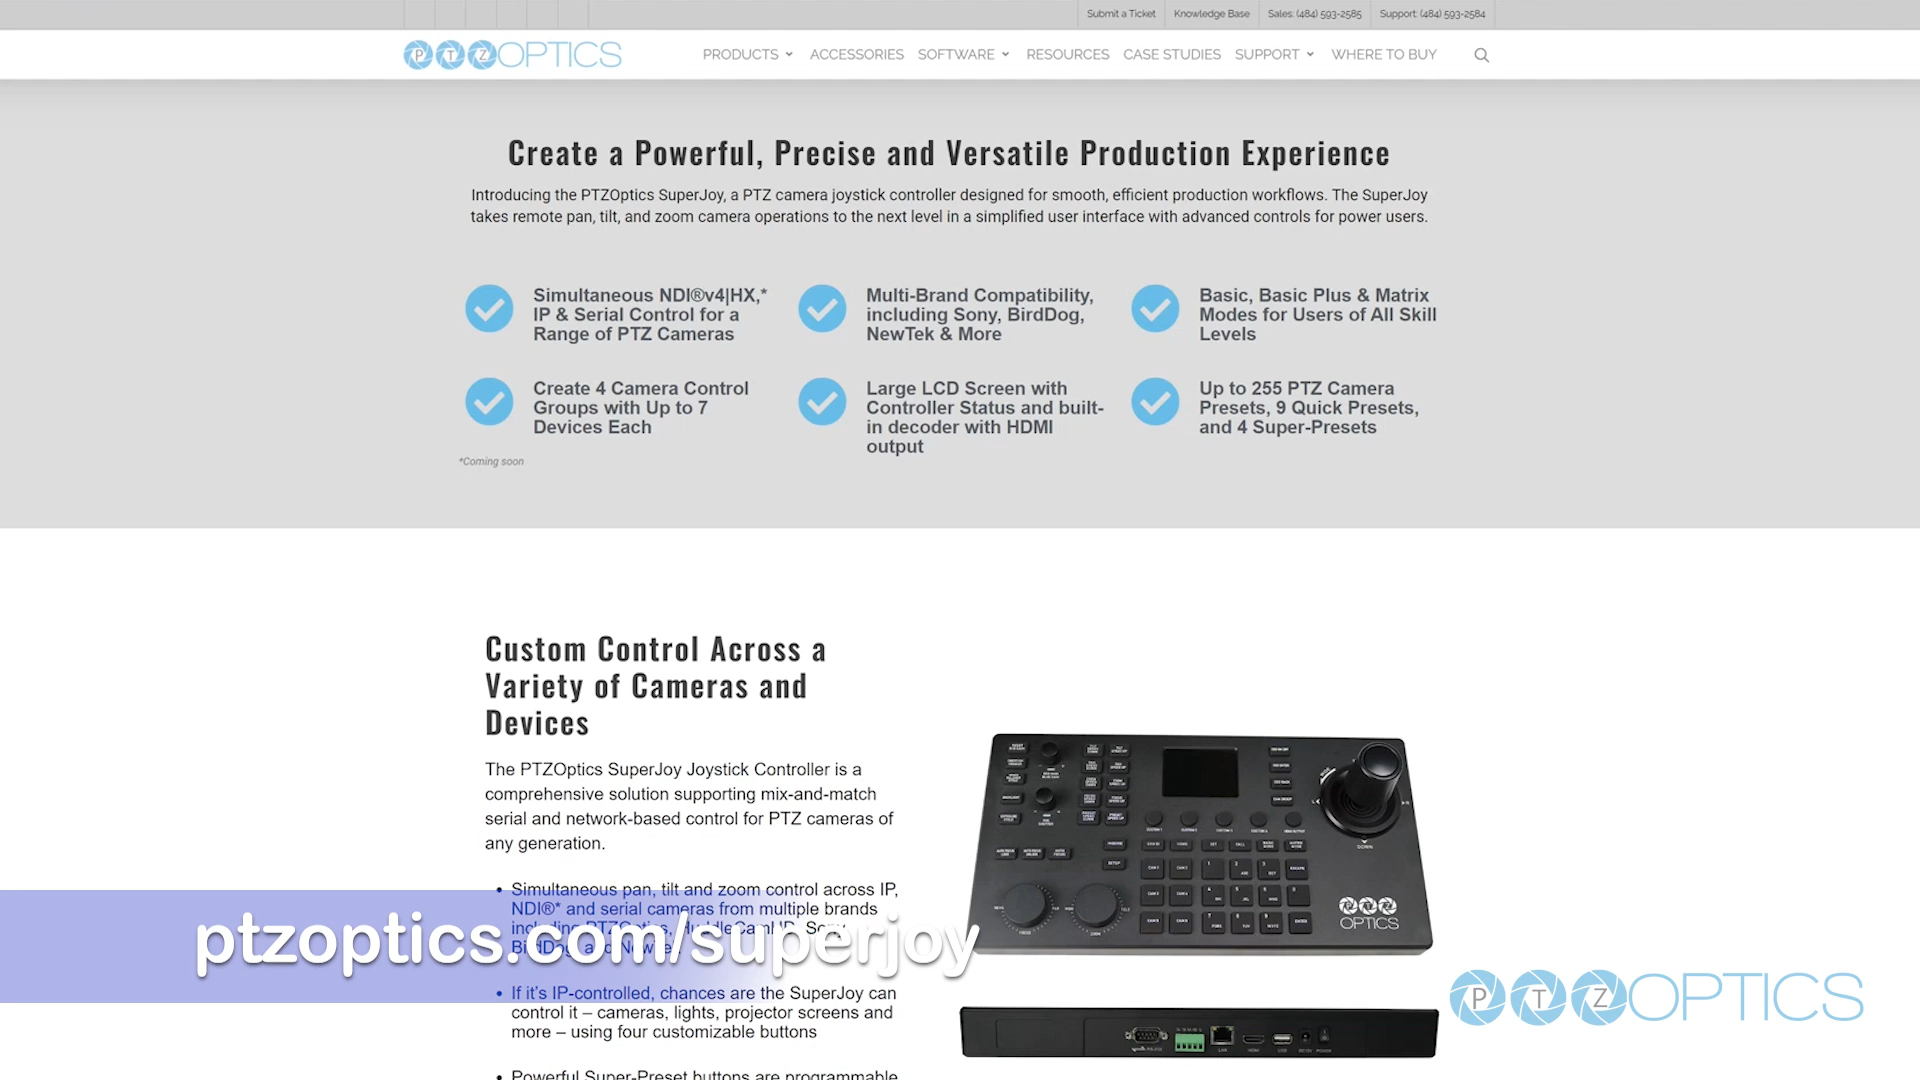 Submit a Ticket Knowledge Base Sales: (484) 593-2585 Support: (484) 593-2584
PTZOPTICS PRODUCTS ACCESSORIES SOFTWARE RESOURCES CASE STUDIES SUPPORT WHERE TO BUY
Create a Powerful, Precise and Versatile Production Experience
Introducing the PTZOptics SuperJoy, a PTZ camera joystick controller designed for smooth, efficient production workflows. The SuperJoy
takes remote pan, tilt, and zoom camera operations to the next level in a simplified user interface with advanced controls for power users.
Simultaneous NDI®v4|HX,*
IP & Serial Control for a
Range of PTZ Cameras
Multi-Brand Compatibility,
including Sony, BirdDog,
NewTek & More
Basic, Basic Plus & Matrix
Modes for Users of All Skill
Levels
Create 4 Camera Control
Groups with Up to 7
Devices Each
Large LCD Screen with
Controller Status and built-
in decoder with HDMI
output
Up to 255 PTZ Camera
Presets, 9 Quick Presets,
and 4 Super-Presets
*Coming soon
Custom Control Across a
Variety of Cameras and
Devices
The PTZOptics SuperJoy Joystick Controller is a
comprehensive solution supporting mix-and-match
serial and network-based control for PTZ cameras of
any generation.
• Simultaneous pan, tilt and zoom control across IP,
NDI®* and serial cameras from multiple brands
including PTZOptics, HuddleCamHD, Sony,
BirdDog, and NewTek
ptzoptics.com/superjoy
• If it's IP-controlled, chances are the SuperJoy can
control it – cameras, lights, projector screens and
more – using four customizable buttons
• Powerful Super-Preset buttons are programmable
DOWN
PTZ
OPTICS
PTZOPTICS